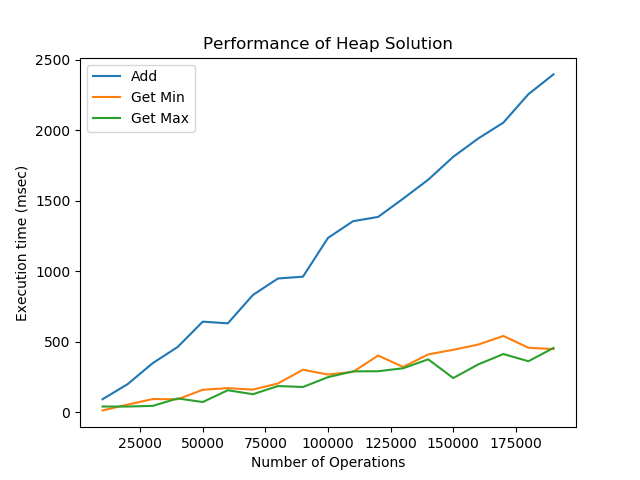 Performance of Heap Solution
Add
Get Min
Get Max
2500
2000
1500
1000
500
0
Execution time (msec)
25000 50000 75000 100000 125000 150000 175000
Number of Operations